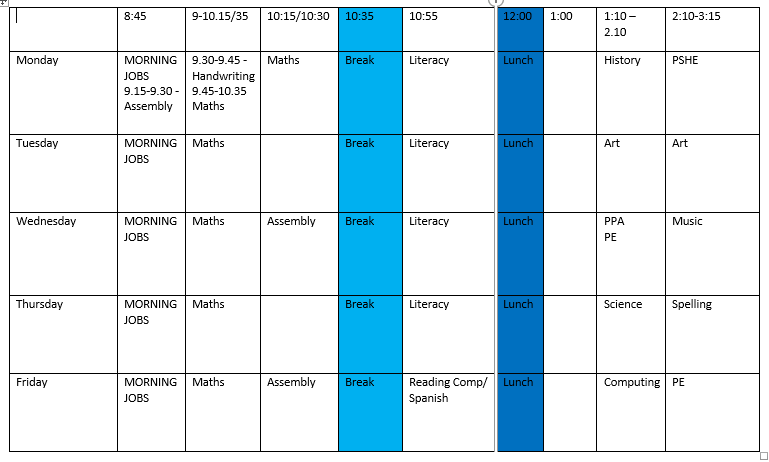 8:45 9-10.15/35 10:15/10:30 10:35 10:55 12:00 1:00 1:10 – 2:10-3:15
2.10
Monday MORNING 9.30-9.45 - Maths Break Literacy Lunch History PSHE
JOBS Handwriting
9.15-9.30 - 9.45-10.35
Assembly Maths
Tuesday MORNING Maths Break Literacy Lunch Art Art
JOBS
Wednesday MORNING Maths Assembly Break Literacy Lunch PPA Music
JOBS PE
Thursday MORNING Maths Break Literacy Lunch Science Spelling
JOBS
Friday MORNING Maths Assembly Break Reading Comp/ Lunch Computing PE
JOBS Spanish